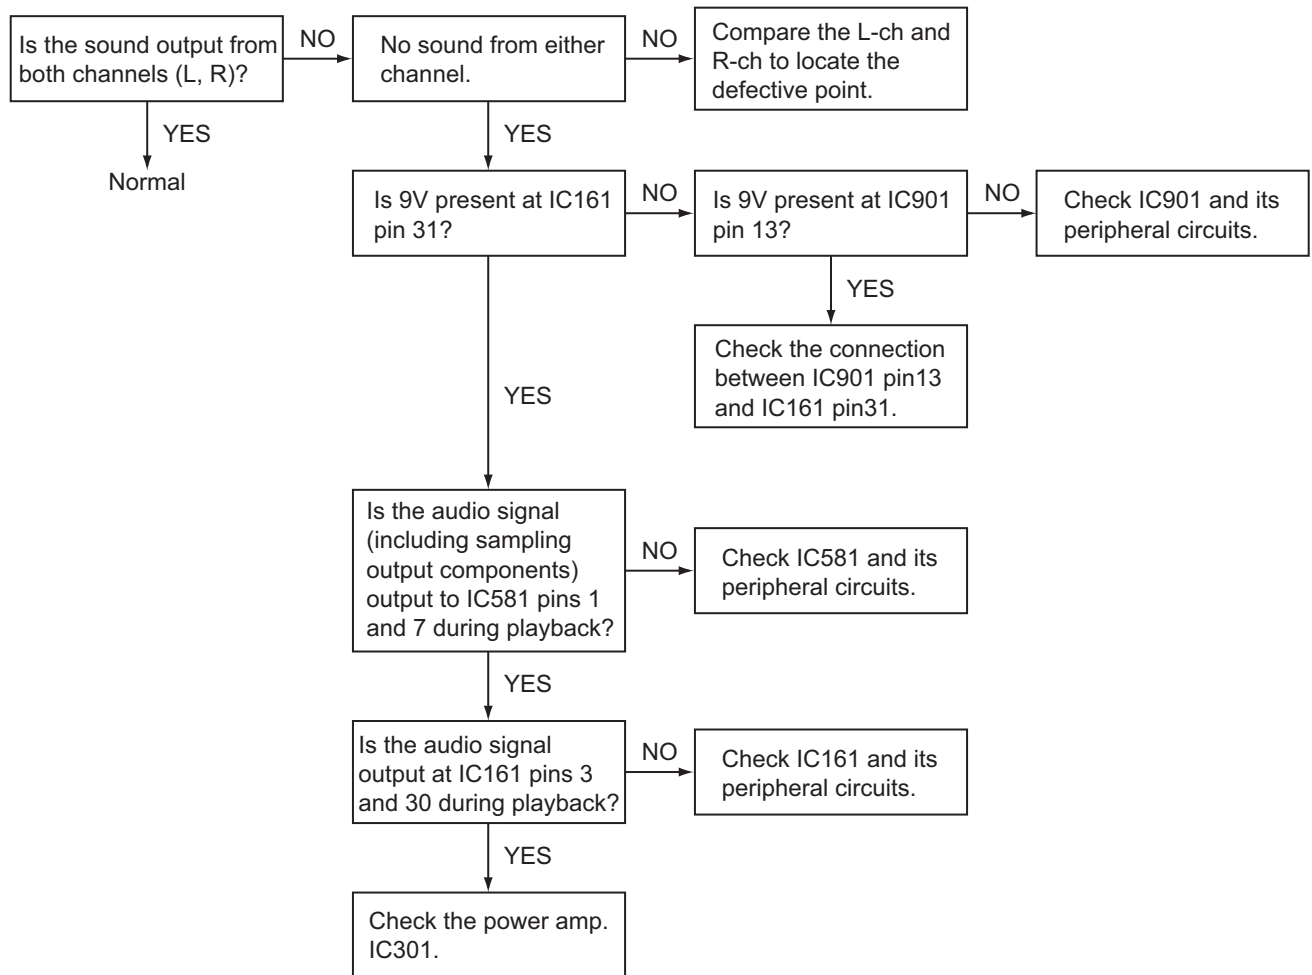 Is the sound output from
both channels (L, R)?
NO
No sound from either
channel.
NO
Compare the L-ch and
R-ch to locate the
defective point.
YES
Normal
YES
Is 9V present at IC161
pin 31?
NO
Is 9V present at IC901
pin 13?
NO
Check IC901 and its
peripheral circuits.
YES
Check the connection
between IC901 pin13
and IC161 pin31.
YES
Is the audio signal
(including sampling
output components)
output to IC581 pins 1
and 7 during playback?
NO
Check IC581 and its
peripheral circuits.
YES
Is the audio signal
output at IC161 pins 3
and 30 during playback?
NO
Check IC161 and its
peripheral circuits.
YES
Check the power amp.
IC301.